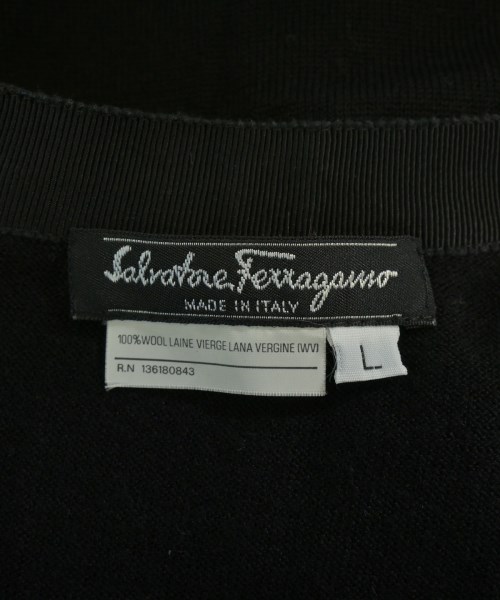 Salvatore Ferragamo
MADE IN ITALY
100%WOOL LAINE VIERGE LANA VERGINE (WV)
R.N 136180843
L